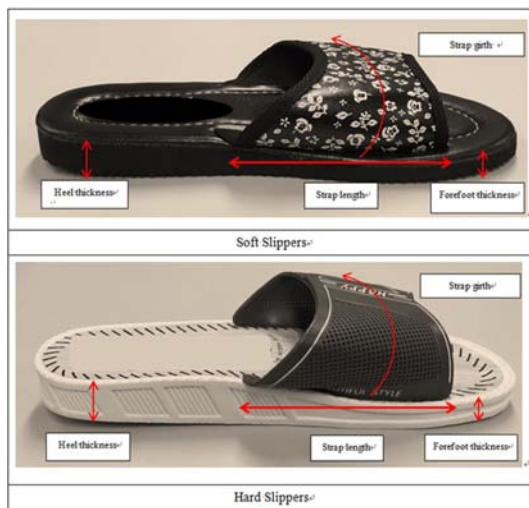 Strap girth
Heel thickness
Strap length
Forefoot thickness
Soft Slippers
HAPPY
Strap girth
STYLE
Heel thickness
Strap length
Forefoot thickness
Hard Slippers